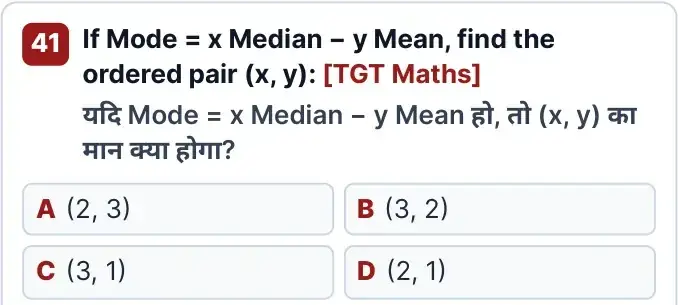 41 If Mode = x Median – y Mean, find the
ordered pair (x, y): [TGT Maths]
यदि Mode = x Median – y Mean हो, तो (x, y) का
मान क्या होगा?
A (2, 3)
B (3, 2)
C (3, 1)
D (2, 1)